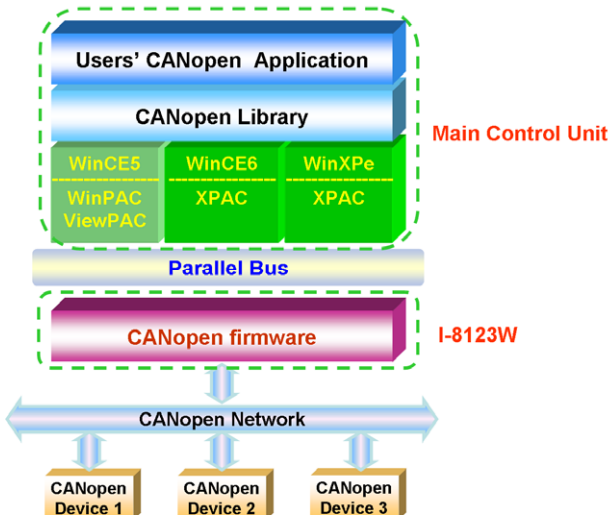 Users' CANopen Application
CANopen Library
Main Control Unit
WinCE5
WinCE6
WinXPe
WinPAC
ViewPAC
XPAC
XPAC
Parallel Bus
CANopen firmware
I-8123W
CANopen Network
CANopen
Device 1
CANopen
Device 2
CANopen
Device 3